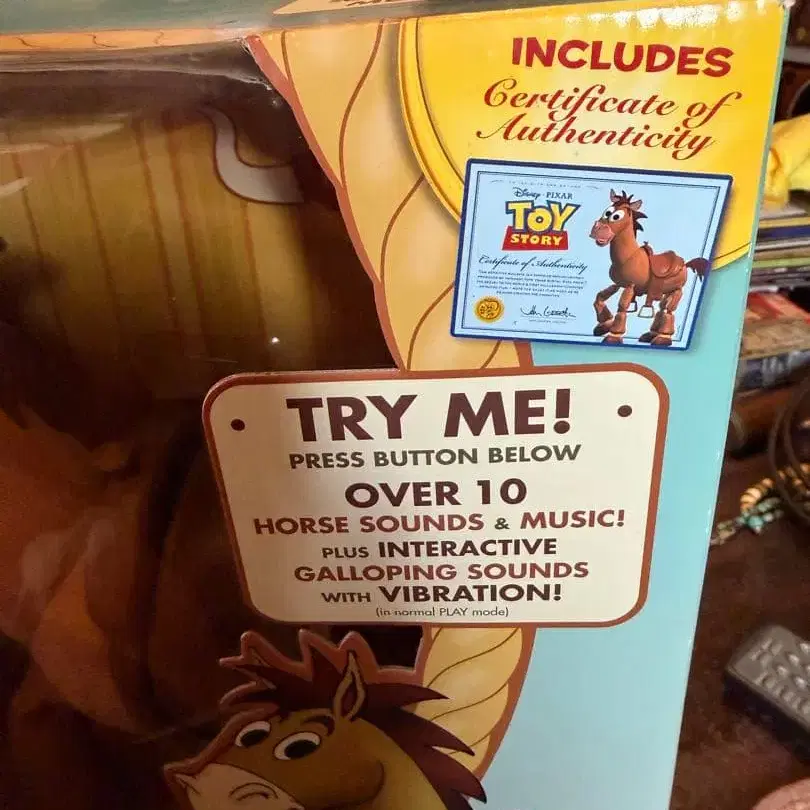 INCLUDES
Certificate of
Authenticity
Disney • PIXAR
TOY
STORY
Certificate of Authenticity
TRY ME!
PRESS BUTTON BELOW
OVER 10
HORSE SOUNDS & MUSIC!
PLUS INTERACTIVE
GALLOPING SOUNDS
WITH VIBRATION!
(in normal PLAY mode)